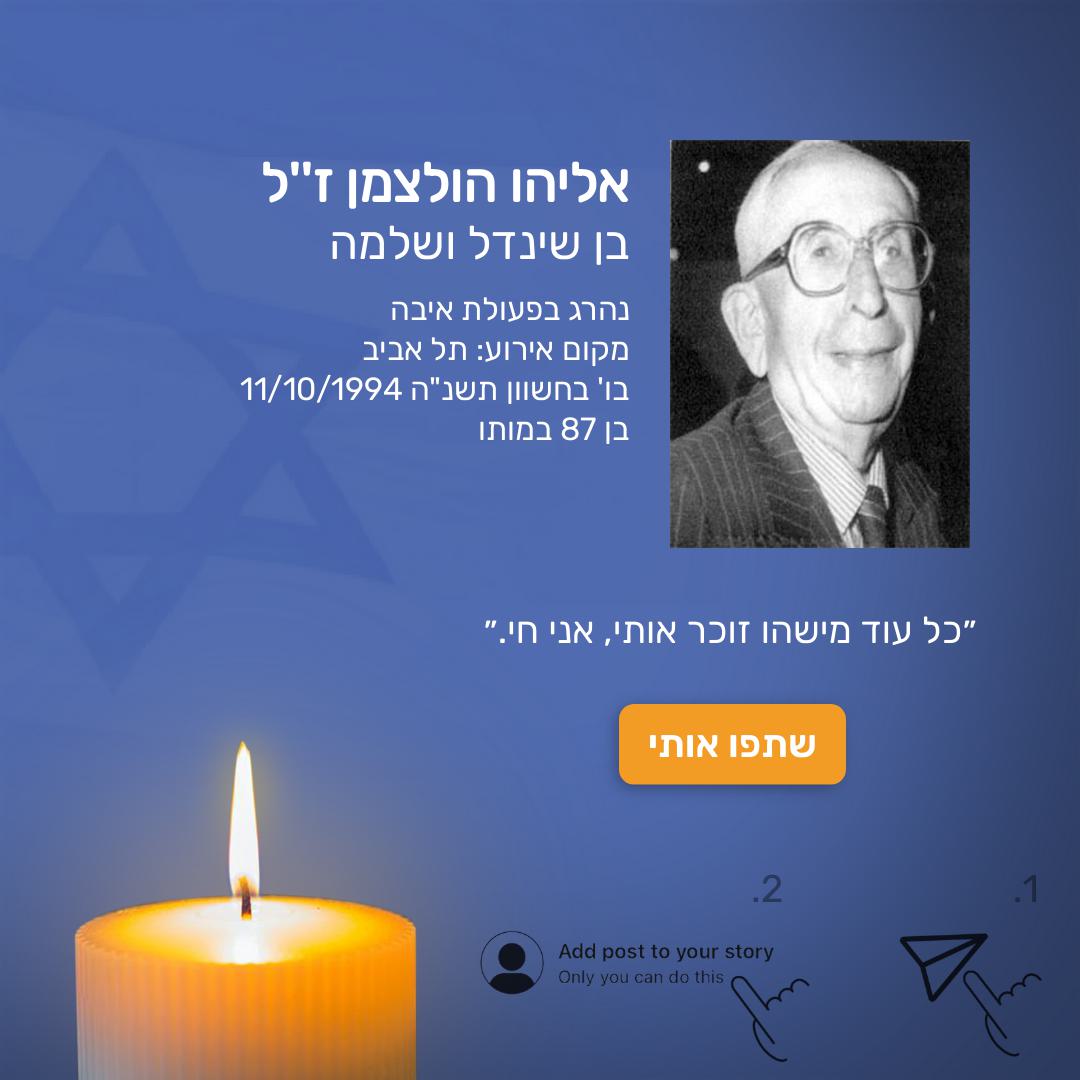 אליהו הולצמן ז"ל
בן שינדל ושלמה
נהרג בפעולת איבה
מקום אירוע: תל אביב
בו' בחשוון תשנ"ה 11/10/1994
בן 87 במותו
״כל עוד מישהו זוכר אותי, אני חי.״
שתפו אותי
1.
2.
Add post to your story
Only you can do this